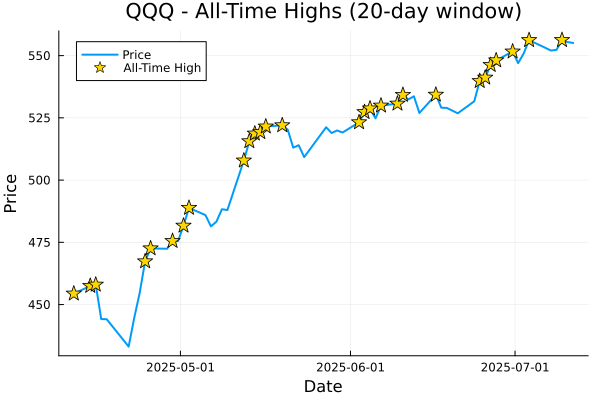 QQQ - All-Time Highs (20-day window)
Price
All-Time High
550
525
500
475
450
Price
2025-05-01
2025-06-01
2025-07-01
Date